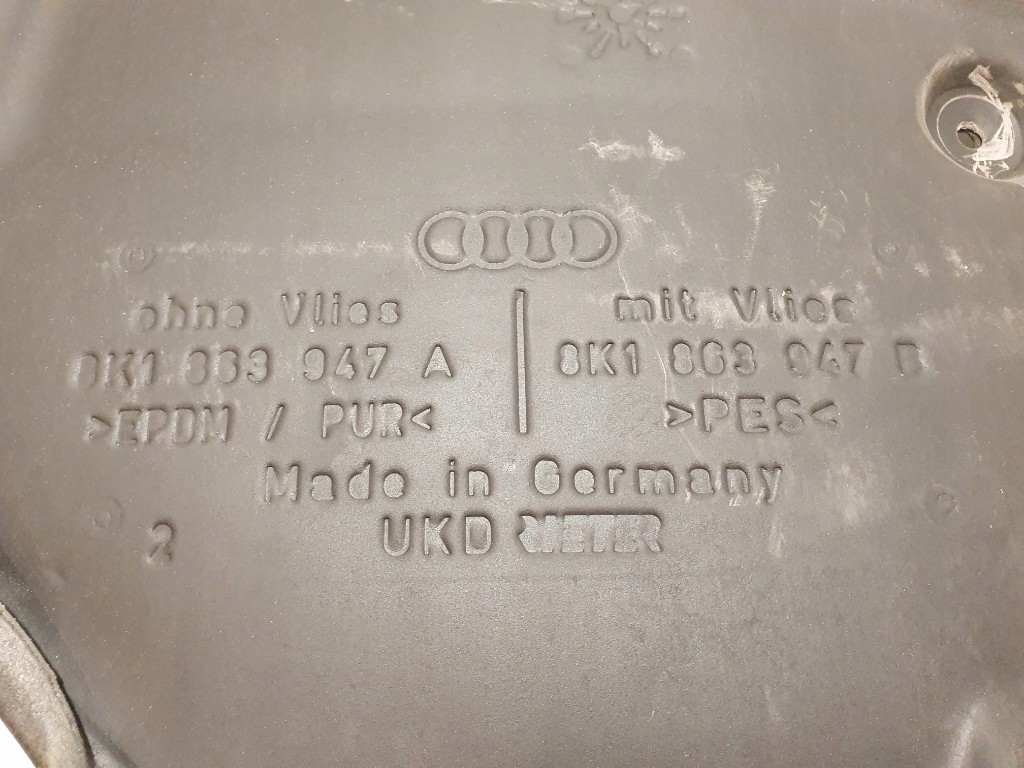 ohne Vlies
mit Vlies
8K1 863 947 A
8K1 863 947 B
>EPDM / PUR<
>PES<
Made in Germany
2
UKD RIETER